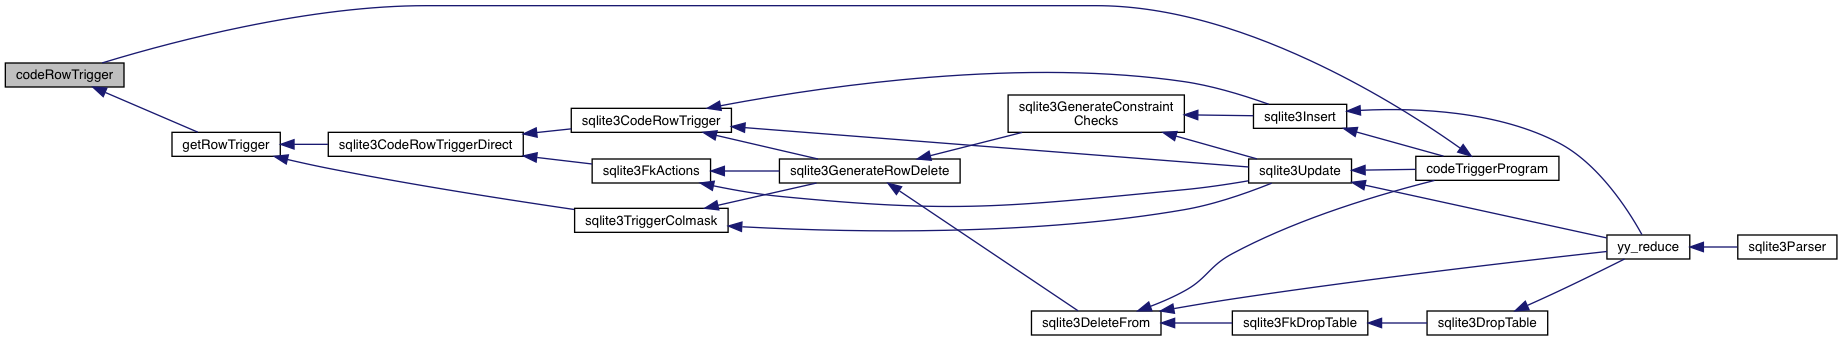 codeRowTrigger
getRowTrigger
sqlite3CodeRowTriggerDirect
sqlite3CodeRowTrigger
sqlite3FkActions
sqlite3TriggerColmask
sqlite3GenerateRowDelete
sqlite3GenerateConstraint
Checks
sqlite3DeleteFrom
sqlite3Insert
sqlite3Update
sqlite3FkDropTable
codeTriggerProgram
sqlite3DropTable
yy_reduce
sqlite3Parser